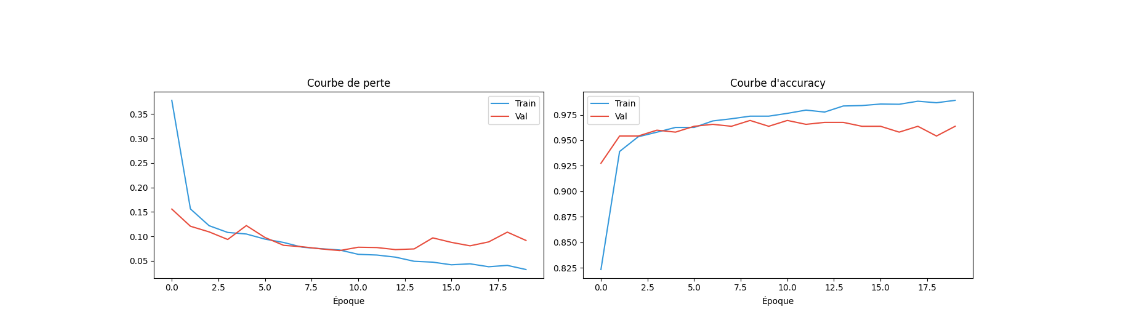 Courbe de perte
Train
Val
0.35
0.30
0.25
0.20
0.15
0.10
0.05
0.0 2.5 5.0 7.5 10.0 12.5 15.0 17.5
Époque
Courbe d'accuracy
Train
Val
0.975
0.950
0.925
0.900
0.875
0.850
0.825
0.0 2.5 5.0 7.5 10.0 12.5 15.0 17.5
Époque